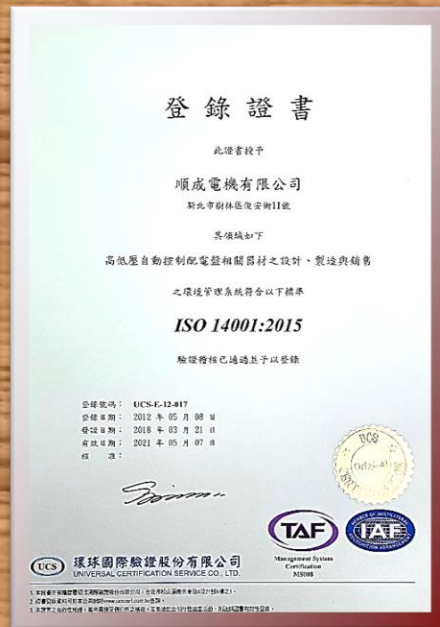 登錄證書
此證書授予
順成電機有限公司
新北市樹林區俊安街11號
其領域如下
高低壓自動控制配電盤相關器材之設計、製造與銷售
之環境管理系統符合以下標準
ISO 14001:2015
驗證稽核已通過並予以登錄
登錄號碼： UCS-E-12-017
登錄日期： 2012 年 05 月 08 日
發證日期： 2018 年 03 月 21 日
有效日期： 2021 年 05 月 07 日
核 准：
UCS
Original
TAF
Management System
Certification
MS008
IAF
UCS
環球國際驗證股份有限公司
UNIVERSAL CERTIFICATION SERVICE CO., LTD.